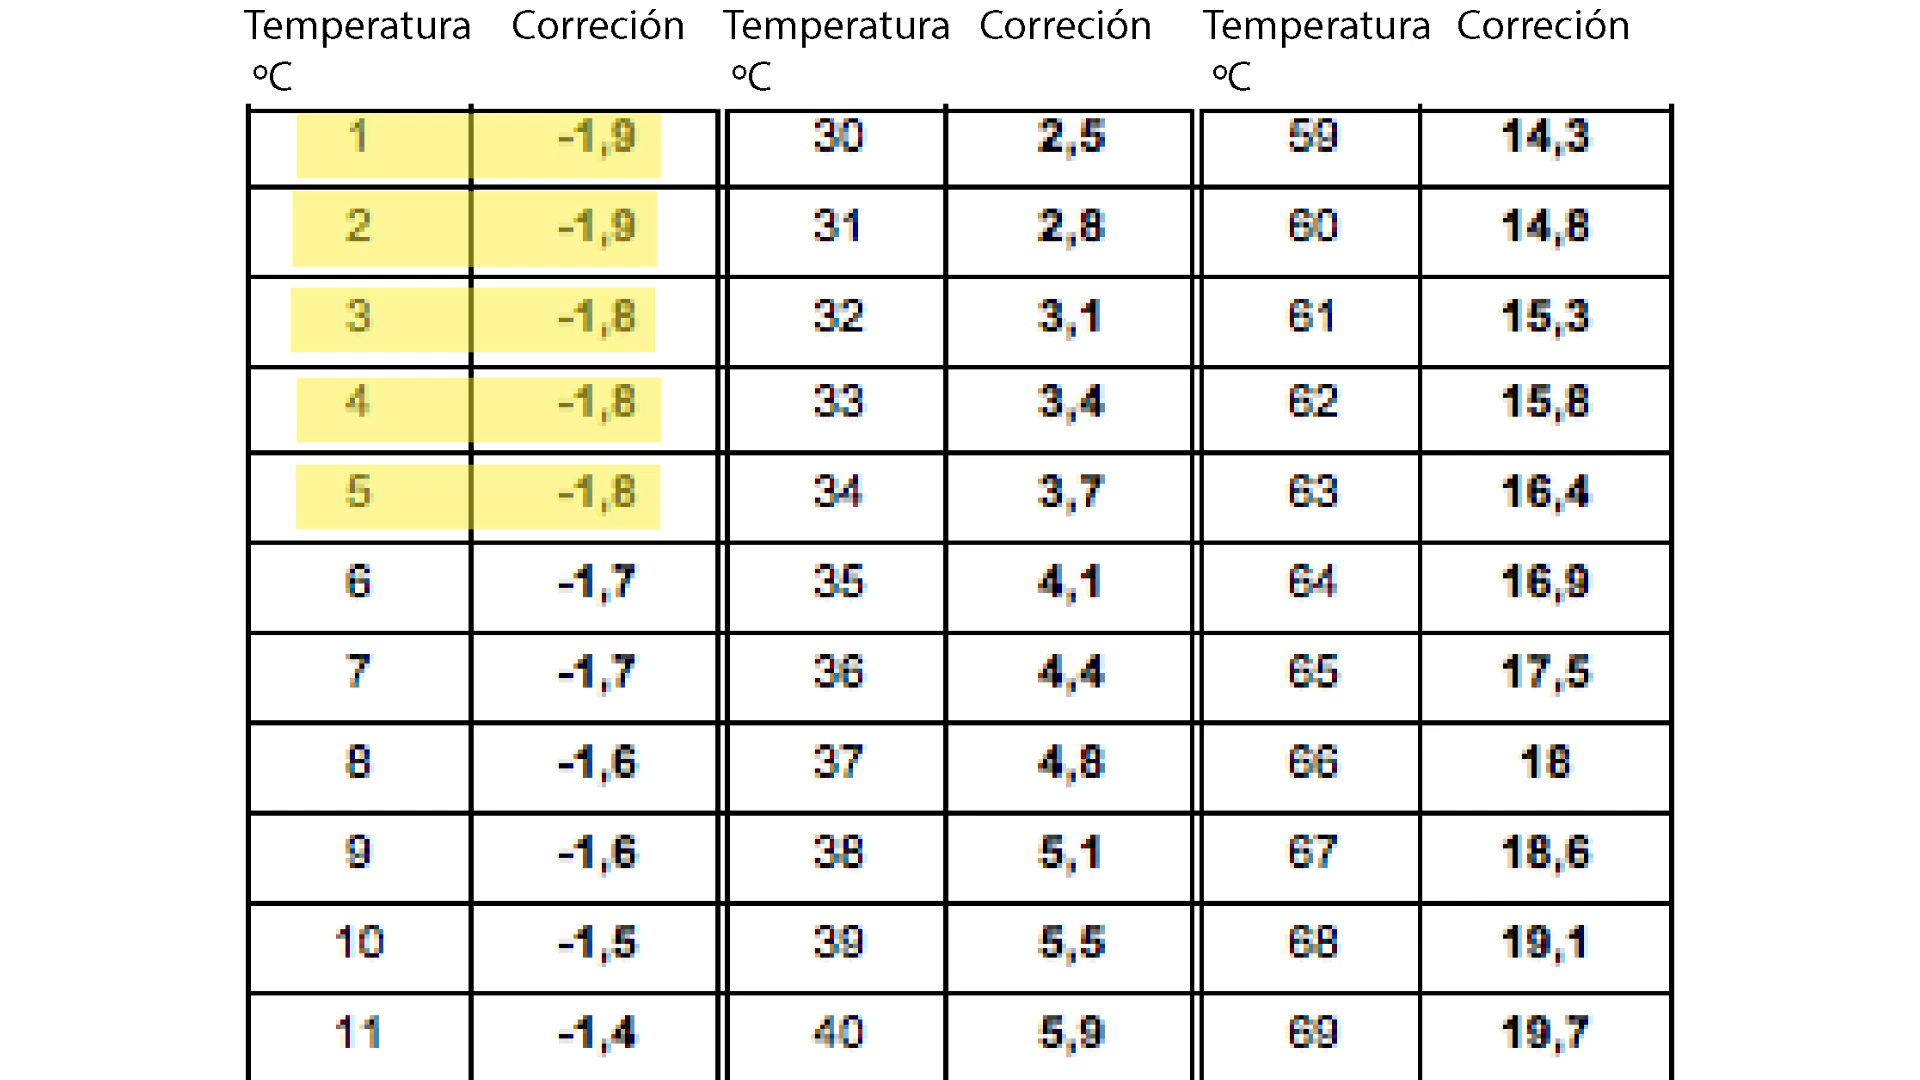 Temperatura Correción Temperatura Correción Temperatura Correción
ºC ºC ºC
1 -1,9 30 2,5 59 14,3
2 -1,9 31 2,8 60 14,8
3 -1,8 32 3,1 61 15,3
4 -1,8 33 3,4 62 15,8
5 -1,8 34 3,7 63 16,4
6 -1,7 35 4,1 64 16,9
7 -1,7 36 4,4 65 17,5
8 -1,6 37 4,8 66 18
9 -1,6 38 5,1 67 18,6
10 -1,5 39 5,5 68 19,1
11 -1,4 40 5,9 69 19,7